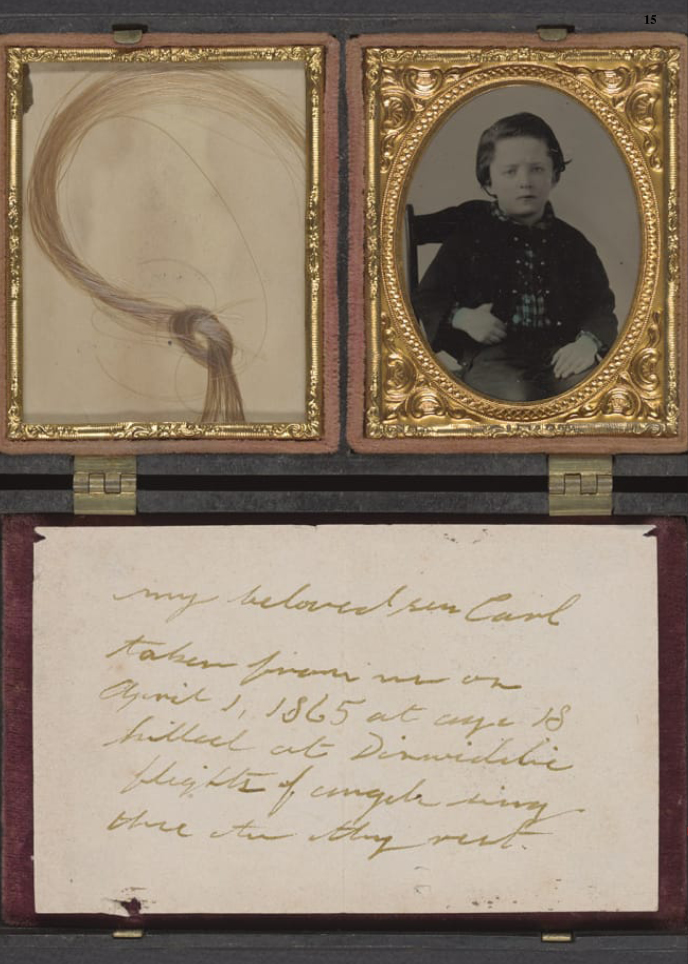 15
my beloved son Carl
taken from me on
April 1, 1865 at age 18
killed at Dinwiddie
flights of angels sing
thee to thy rest.